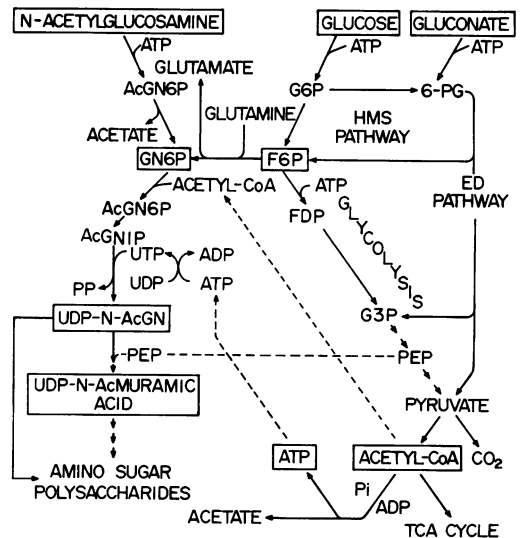 N-ACETYLGLUCOSAMINE
GLUCOSE
GLUCONATE
ATP
ATP
ATP
GLUTAMATE
AcGN6P
G6P
6-PG
GLUTAMINE
HMS
PATHWAY
ACETATE
GN6P
F6P
ED
PATHWAY
ACETYL-CoA
ATP
AcGN6P
FDP
GLYCOLYSIS
AcGN1P
UTP
ADP
PP
UDP
ATP
UDP-N-AcGN
G3P
PEP
PEP
UDP-N-AcMURAMIC
ACID
PYRUVATE
AMINO SUGAR
POLYSACCHARIDES
ATP
ACETYL-CoA
CO2
Pi
ADP
ACETATE
TCA CYCLE